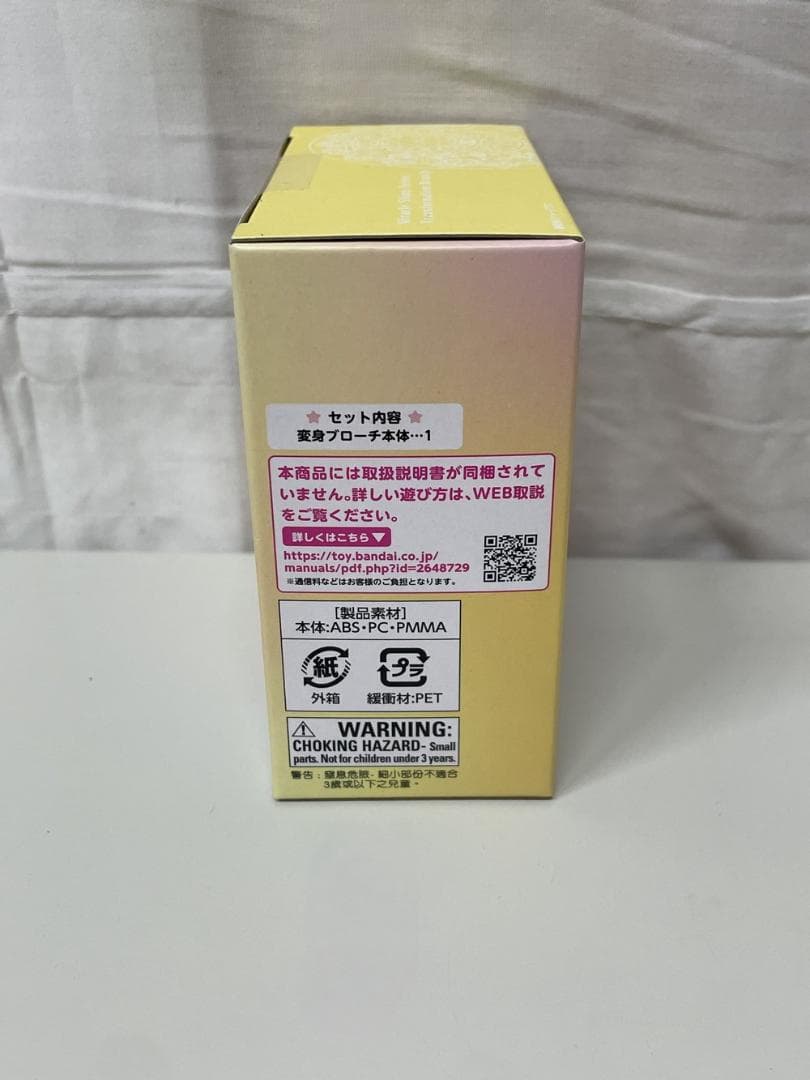 ★ セット内容 ★
変身ブローチ本体…1
本商品には取扱説明書が同梱されて
いません。詳しい遊び方は、WEB取説
をご覧ください。
詳しくはこちら▼
https://toy.bandai.co.jp/
manuals/pdf.php?id=2648729
※通信料などはお客様のご負担となります。
[製品素材]
本体:ABS・PC・PMMA
紙
プラ
外箱
緩衝材:PET
WARNING:
CHOKING HAZARD- Small
parts. Not for children under 3 years.
警告:窒息危險-細小部份不適合
3歲或以下之兒童。